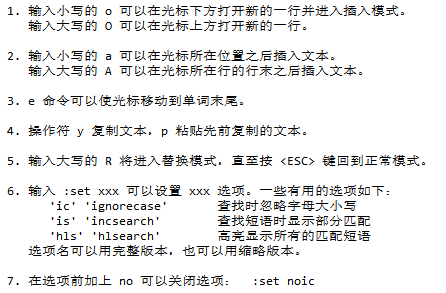 1. 输入小写的 o 可以在光标下方打开新的一行并进入插入模式。
   输入大写的 O 可以在光标上方打开新的一行。
2. 输入小写的 a 可以在光标所在位置之后插入文本。
   输入大写的 A 可以在光标所在行的行末之后插入文本。
3. e 命令可以使光标移动到单词末尾。
4. 操作符 y 复制文本，p 粘贴先前复制的文本。
5. 输入大写的 R 将进入替换模式，直至按 <ESC> 键回到正常模式。
6. 输入 :set xxx 可以设置 xxx 选项。一些有用的选项如下：
      'ic' 'ignorecase'       查找时忽略字母大小写
      'is' 'incsearch'        查找短语时显示部分匹配
      'hls' 'hlsearch'        高亮显示所有的匹配短语
   选项名可以用完整版本，也可以用缩略版本。
7. 在选项前加上 no 可以关闭选项：  :set noic